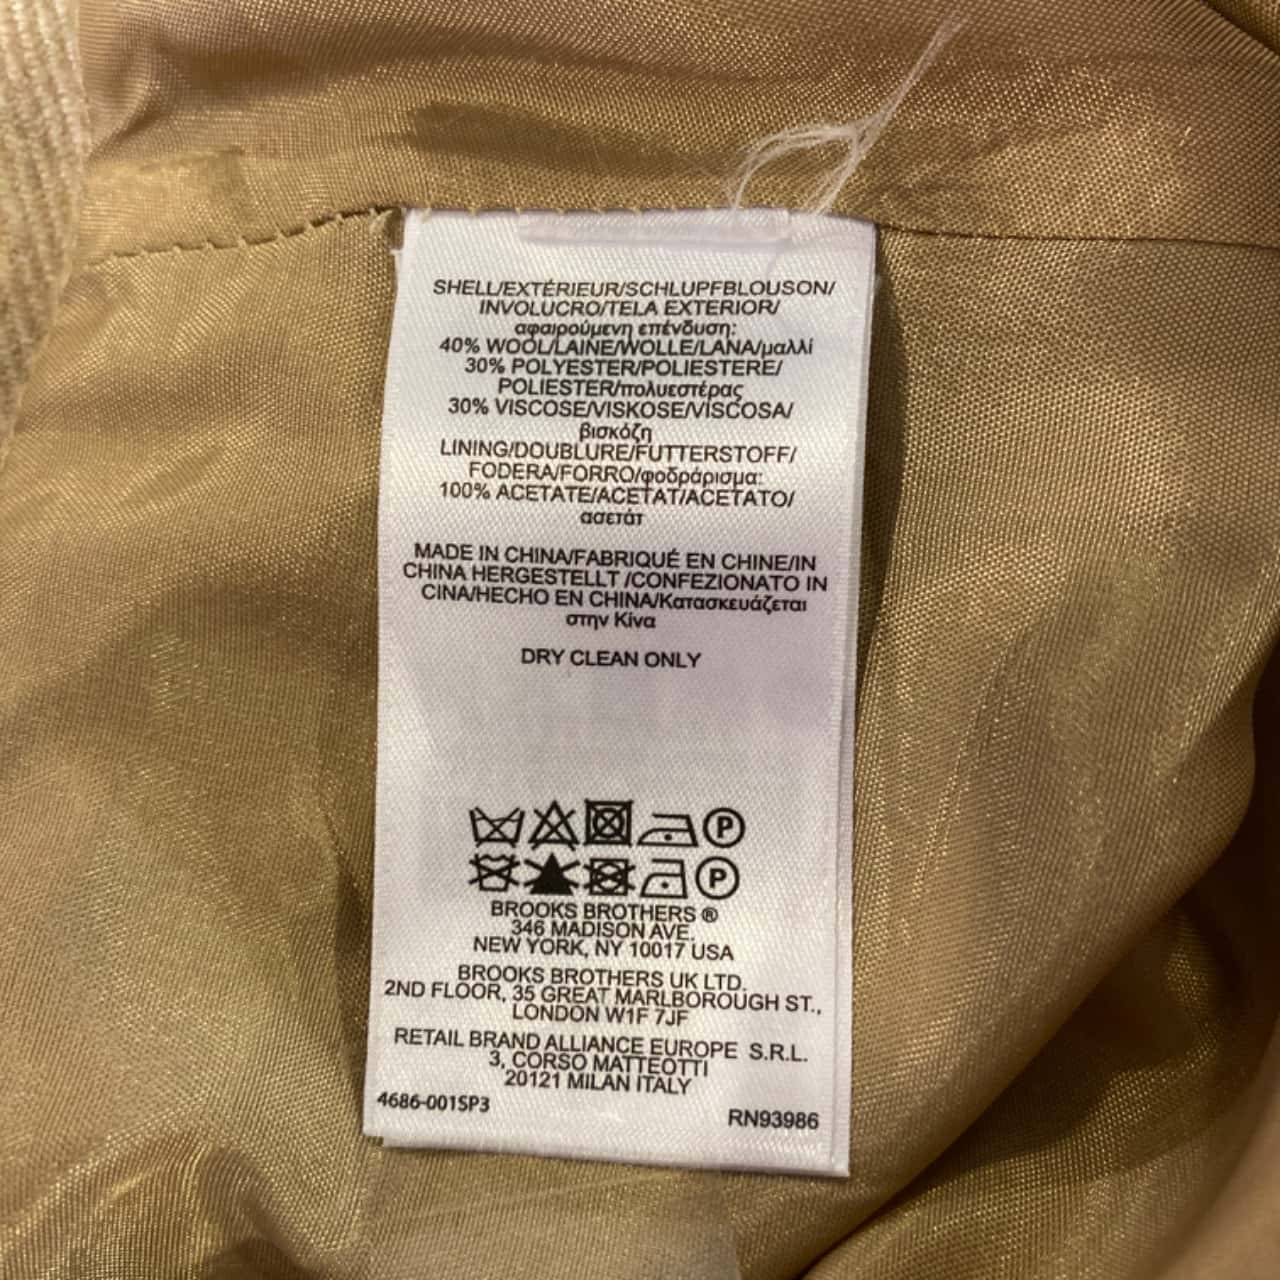 SHELL/EXTÉRIEUR/SCHLUPFBLOUSON/
INVOLUCRO/TELA EXTERIOR/
αφαιρούμενη επένδυση:
40% WOOL/LAINE/WOLLE/LANA/μαλλί
30% POLYESTER/POLIESTERE/
POLIESTER/πολυεστέρας
30% VISCOSE/VISKOSE/VISCOSA/
βισκόζη
LINING/DOUBLURE/FUTTERSTOFF/
FODERA/FORRO/φοδράρισμα:
100% ACETATE/ACETAT/ACETATO/
ασετάτ
MADE IN CHINA/FABRIQUÉ EN CHINE/IN
CHINA HERGESTELLT /CONFEZIONATO IN
CINA/HECHO EN CHINA/Κατασκευάζεται
στην Κίνα
DRY CLEAN ONLY
P
P
BROOKS BROTHERS ®
346 MADISON AVE.
NEW YORK, NY 10017 USA
BROOKS BROTHERS UK LTD.
2ND FLOOR, 35 GREAT MARLBOROUGH ST.,
LONDON W1F 7JF
RETAIL BRAND ALLIANCE EUROPE S.R.L.
3, CORSO MATTEOTTI
20121 MILAN ITALY
4686-001SP3
RN93986